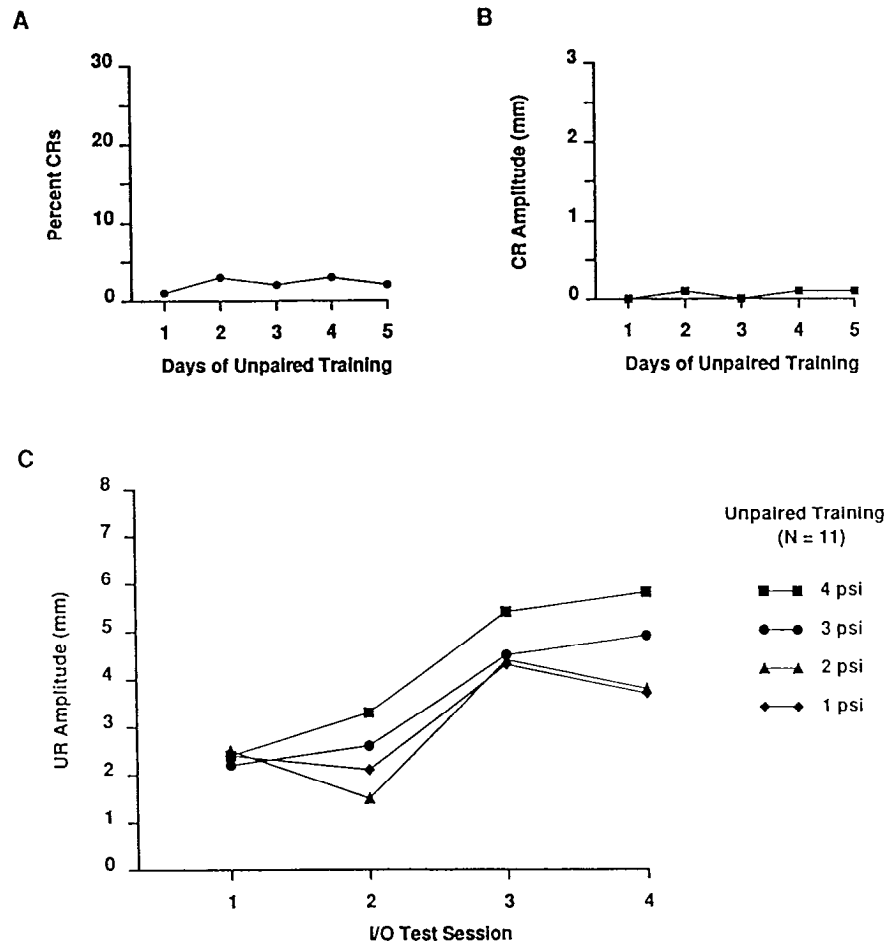 A
30
20
10
0
Percent CRs
1 2 3 4 5
Days of Unpaired Training
B
3
2
1
0
CR Amplitude (mm)
1 2 3 4 5
Days of Unpaired Training
C
8
7
6
5
4
3
2
1
0
UR Amplitude (mm)
1 2 3 4
I/O Test Session
Unpaired Training
(N = 11)
4 psi
3 psi
2 psi
1 psi